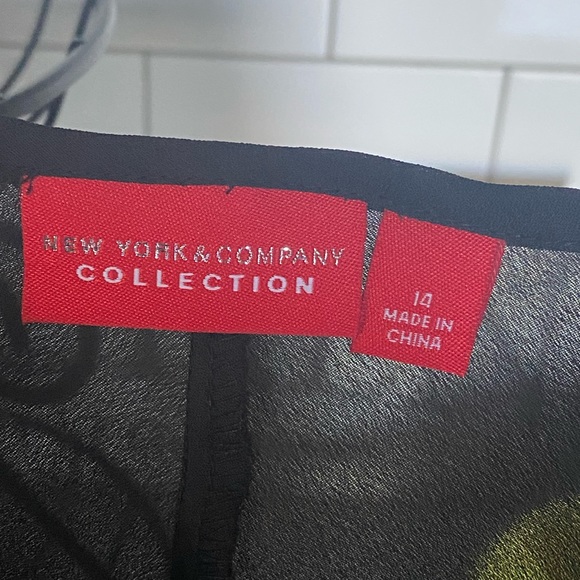 NEW YORK & COMPANY
COLLECTION
14
MADE IN
CHINA